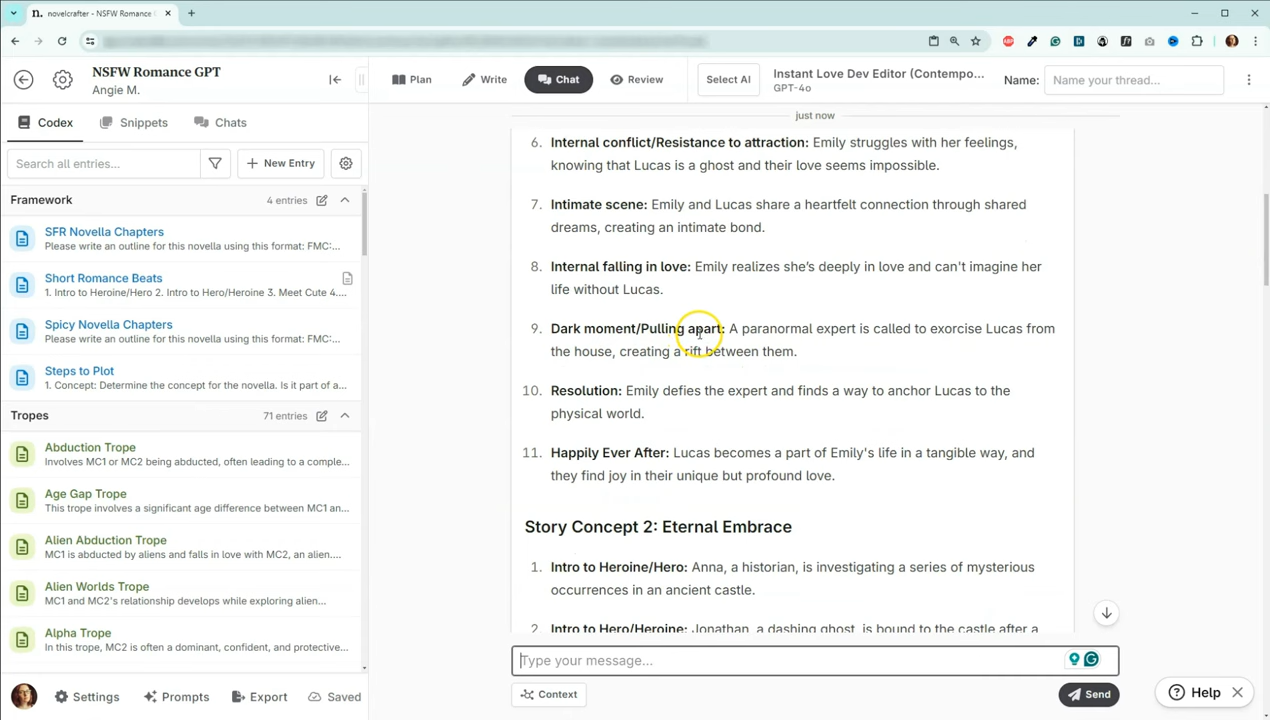 n. novelcrafter - NSFW Romance
NSFW Romance GPT
Angie M.
Plan
Write
Chat
Review
Select AI
Instant Love Dev Editor (Contempo...
GPT-4o
Name:
Name your thread...
Codex
Snippets
Chats
Search all entries...
+ New Entry
Framework
4 entries
SFR Novella Chapters
Please write an outline for this novella using this format: FMC:...
Short Romance Beats
1. Intro to Heroine/Hero 2. Intro to Hero/Heroine 3. Meet Cute 4....
Spicy Novella Chapters
Please write an outline for this novella using this format: FMC:...
Steps to Plot
1. Concept: Determine the concept for the novella. Is it part of a...
Tropes
71 entries
Abduction Trope
Involves MC1 or MC2 being abducted, often leading to a comple...
Age Gap Trope
This trope involves a significant age difference between MC1 an...
Alien Abduction Trope
MC1 is abducted by aliens and falls in love with MC2, an alien....
Alien Worlds Trope
MC1 and MC2's relationship develops while exploring alien...
Alpha Trope
In this trope, MC2 is often a dominant, confident, and protective...
Settings
Prompts
Export
Saved
just now
6. Internal conflict/Resistance to attraction: Emily struggles with her feelings,
knowing that Lucas is a ghost and their love seems impossible.
7. Intimate scene: Emily and Lucas share a heartfelt connection through shared
dreams, creating an intimate bond.
8. Internal falling in love: Emily realizes she's deeply in love and can't imagine her
life without Lucas.
9. Dark moment/Pulling apart: A paranormal expert is called to exorcise Lucas from
the house, creating a rift between them.
10. Resolution: Emily defies the expert and finds a way to anchor Lucas to the
physical world.
11. Happily Ever After: Lucas becomes a part of Emily's life in a tangible way, and
they find joy in their unique but profound love.
Story Concept 2: Eternal Embrace
1. Intro to Heroine/Hero: Anna, a historian, is investigating a series of mysterious
occurrences in an ancient castle.
2. Intro to Hero/Heroine: Jonathan, a dashing ghost, is bound to the castle after a
Type your message...
Context
Send
Help